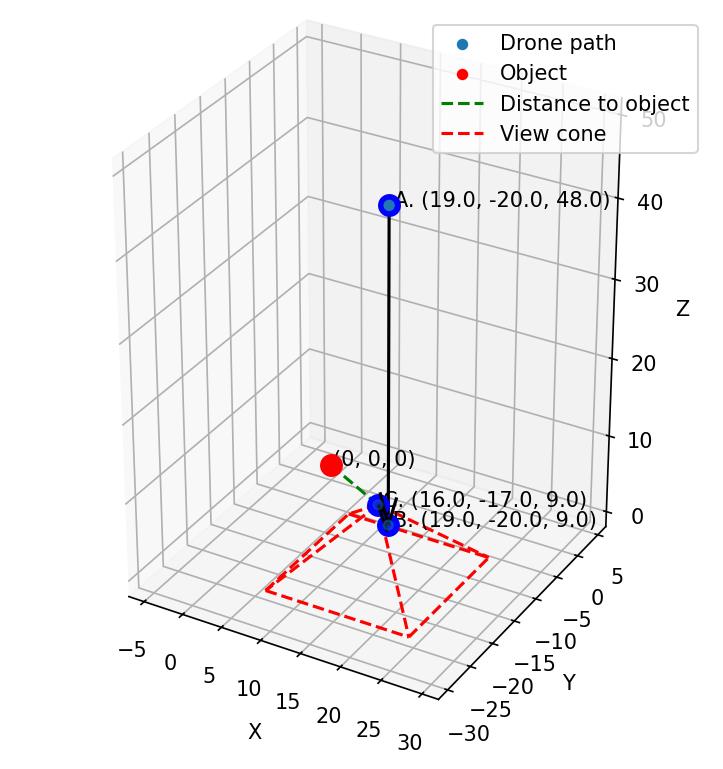 Drone path
Object
Distance to object
View cone
50
A. (19.0, -20.0, 48.0)
40
30
Z
20
10
(0, 0, 0)
C. (16.0, -17.0, 9.0)
B. (19.0, -20.0, 9.0)
0
5
0
−5
−10
−15
−20
−25
−30
Y
−5
0
5
10
15
20
25
30
X